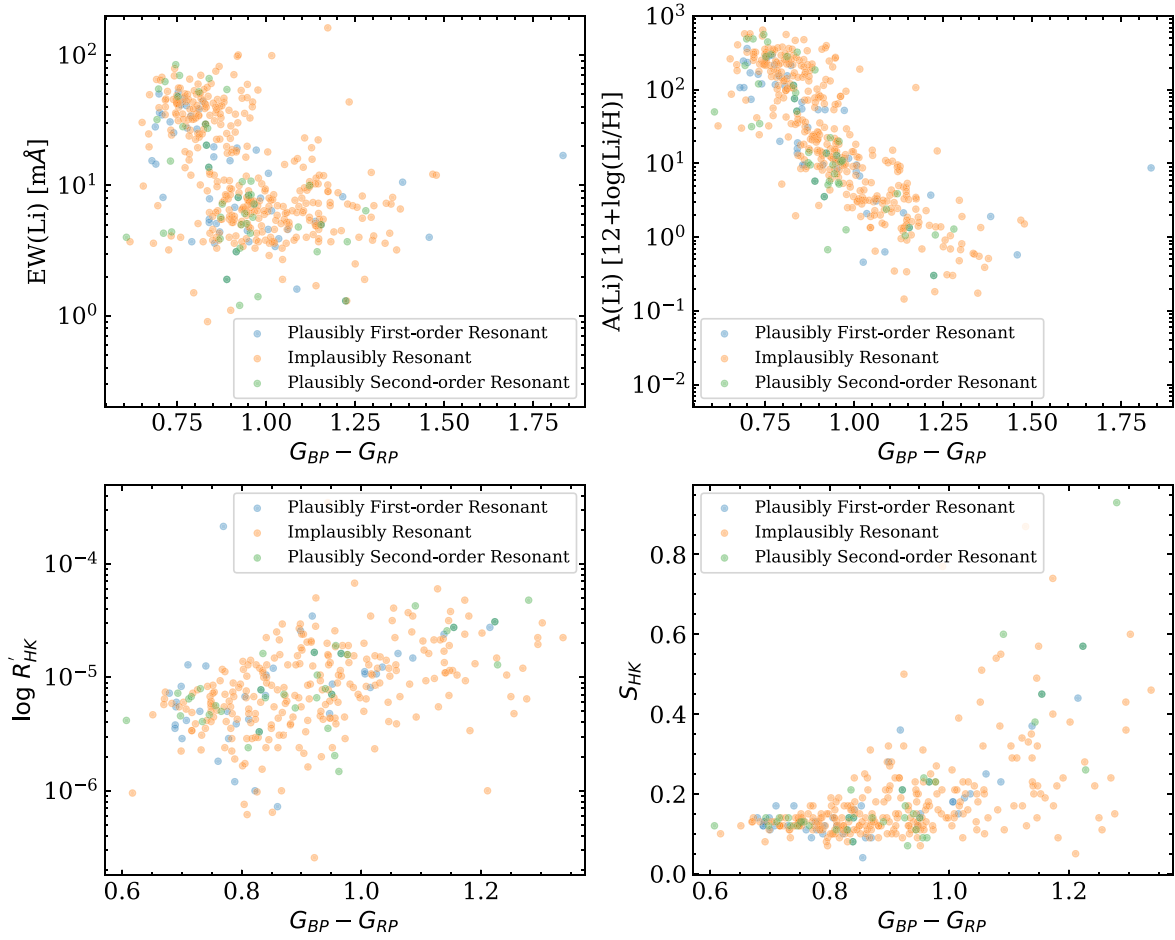 EW(Li) [mÅ]
10²
10¹
10⁰
Plausibly First-order Resonant
Implausibly Resonant
Plausibly Second-order Resonant
0.75 1.00 1.25 1.50 1.75
G_BP − G_RP
A(Li) [12+log(Li/H)]
10³
10²
10¹
10⁰
10⁻¹
10⁻²
Plausibly First-order Resonant
Implausibly Resonant
Plausibly Second-order Resonant
0.75 1.00 1.25 1.50 1.75
G_BP − G_RP
log R'_HK
10⁻⁴
10⁻⁵
10⁻⁶
Plausibly First-order Resonant
Implausibly Resonant
Plausibly Second-order Resonant
0.6 0.8 1.0 1.2
G_BP − G_RP
S_HK
0.8
0.6
0.4
0.2
0.0
Plausibly First-order Resonant
Implausibly Resonant
Plausibly Second-order Resonant
0.6 0.8 1.0 1.2
G_BP − G_RP